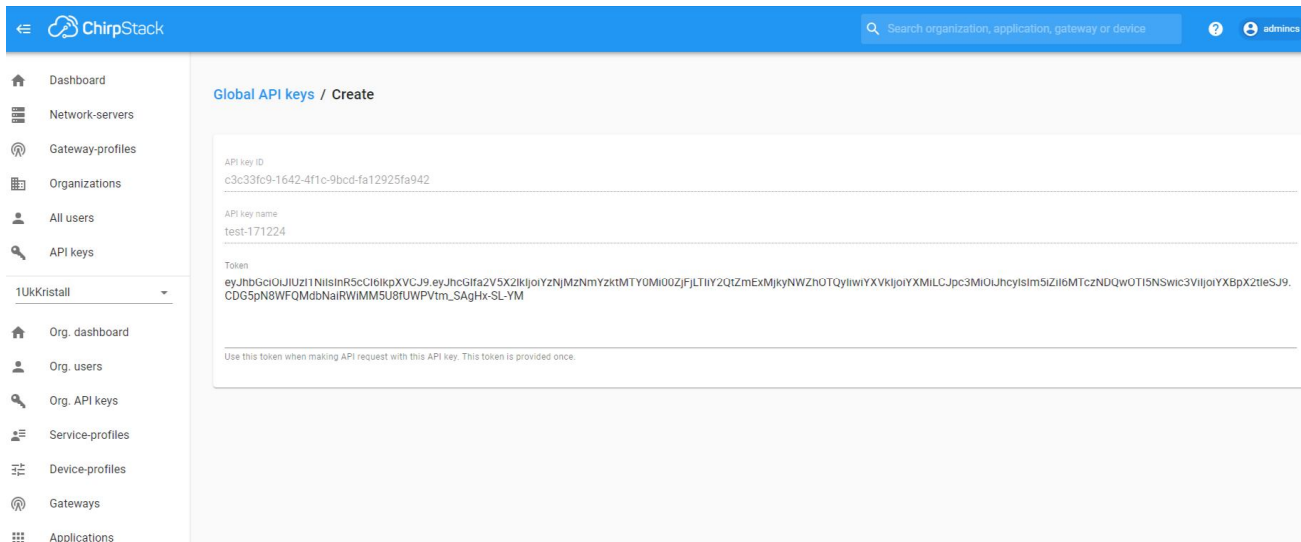 ChirpStack
Search organization, application, gateway or device
?
admincs
Dashboard
Network-servers
Gateway-profiles
Organizations
All users
API keys
1UkKristall
Org. dashboard
Org. users
Org. API keys
Service-profiles
Device-profiles
Gateways
Applications
Global API keys / Create
API key ID
c3c33fc9-1642-4f1c-9bcd-fa12925fa942
API key name
test-171224
Token
CDG5pN8WFQMdbNaiRWiMM5U8fUWPVtm_SAgHx-SL-YM
Use this token when making API request with this API key. This token is provided once.